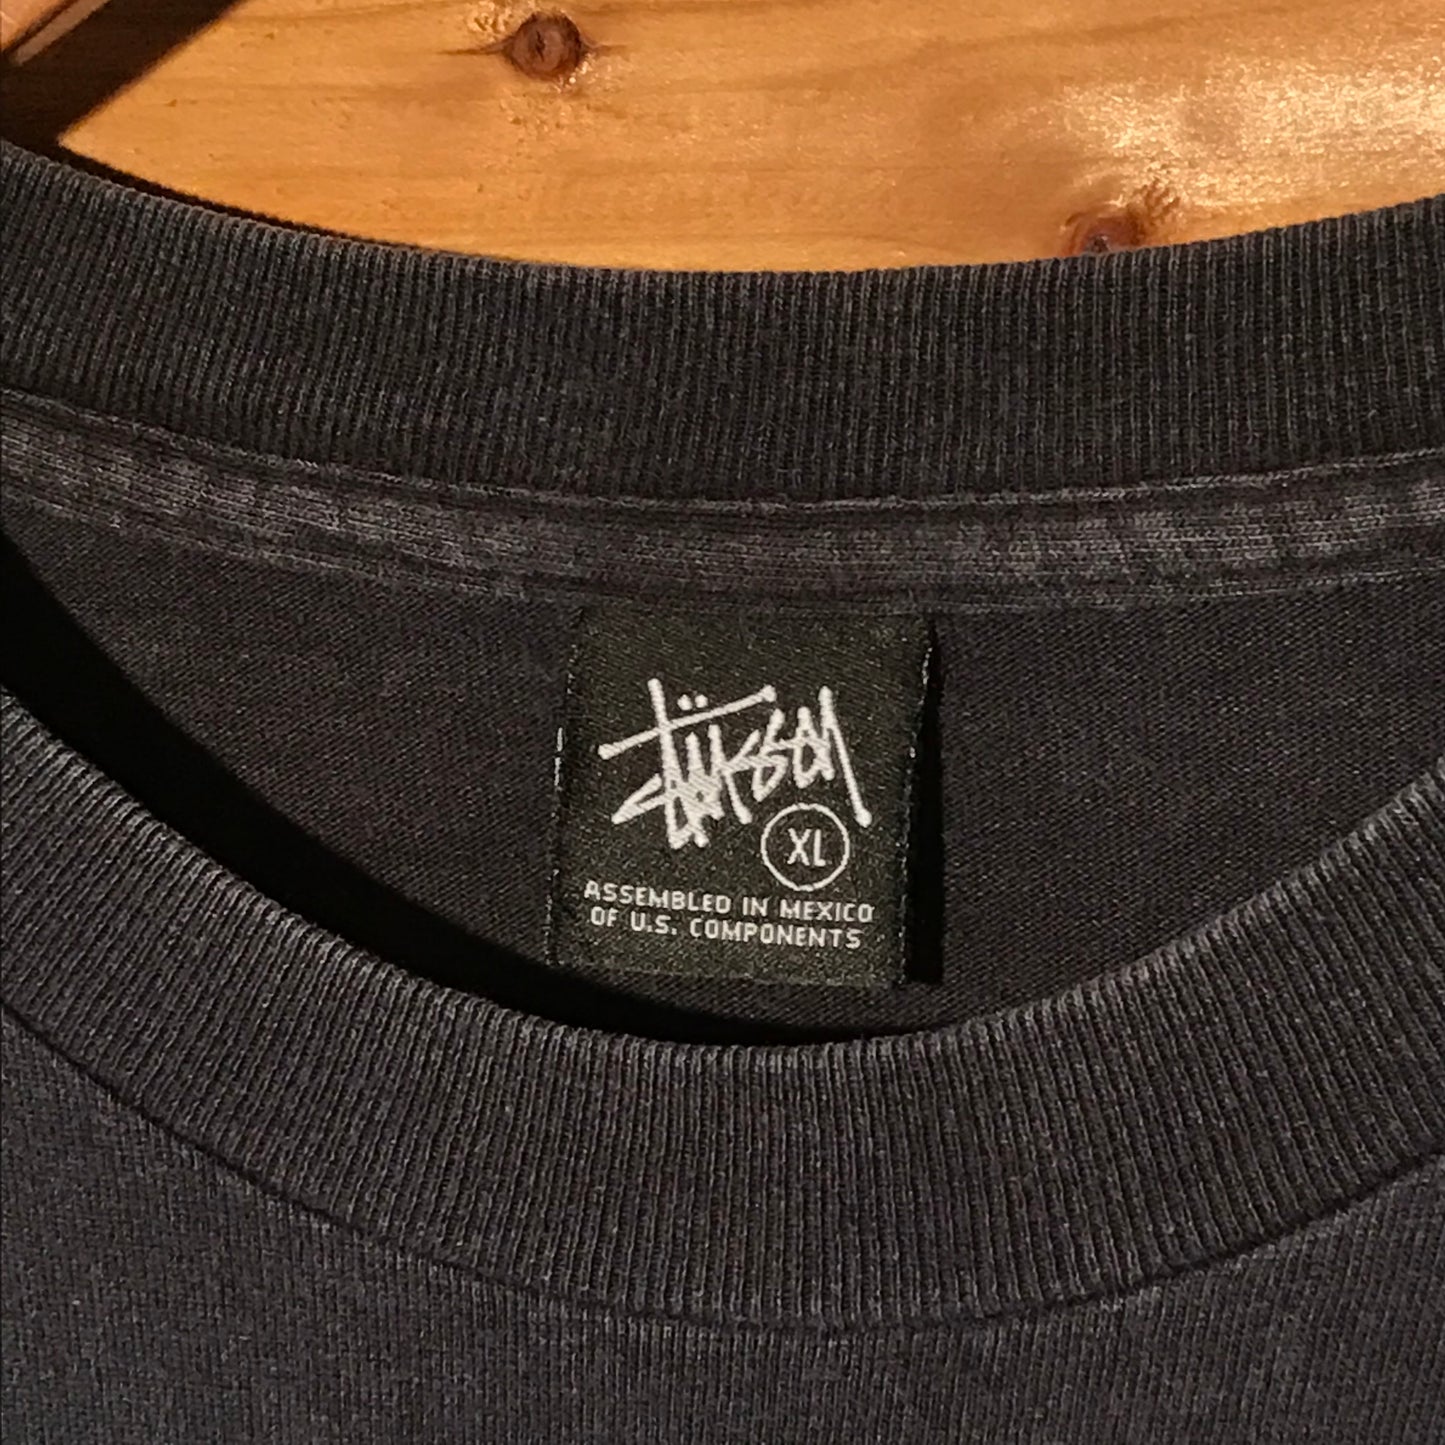 Stüssy
XL
ASSEMBLED IN MEXICO
OF U.S. COMPONENTS